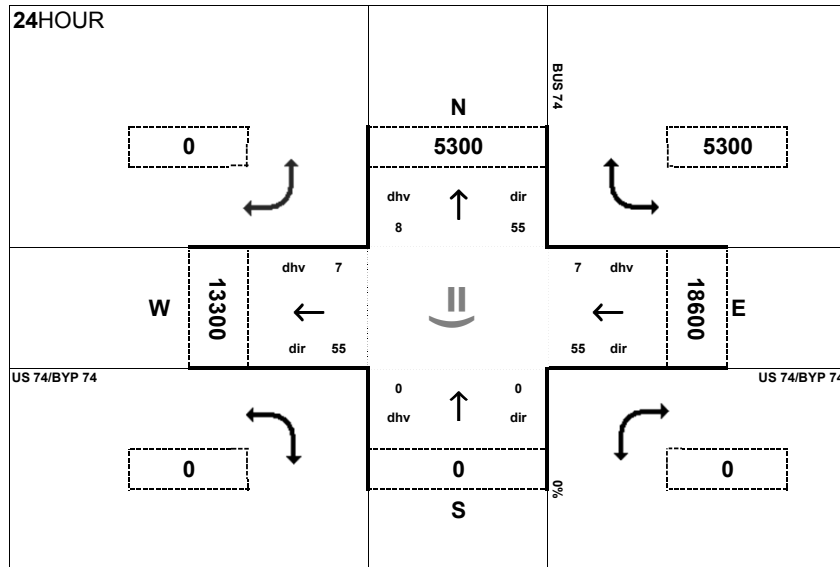 24HOUR
BUS 74
N
0
5300
5300
dhv
dir
8
55
dhv 7
7 dhv
W
13300
18600
E
dir 55
55 dir
US 74/BYP 74
US 74/BYP 74
0
0
dhv
dir
0
0
0
0%
S